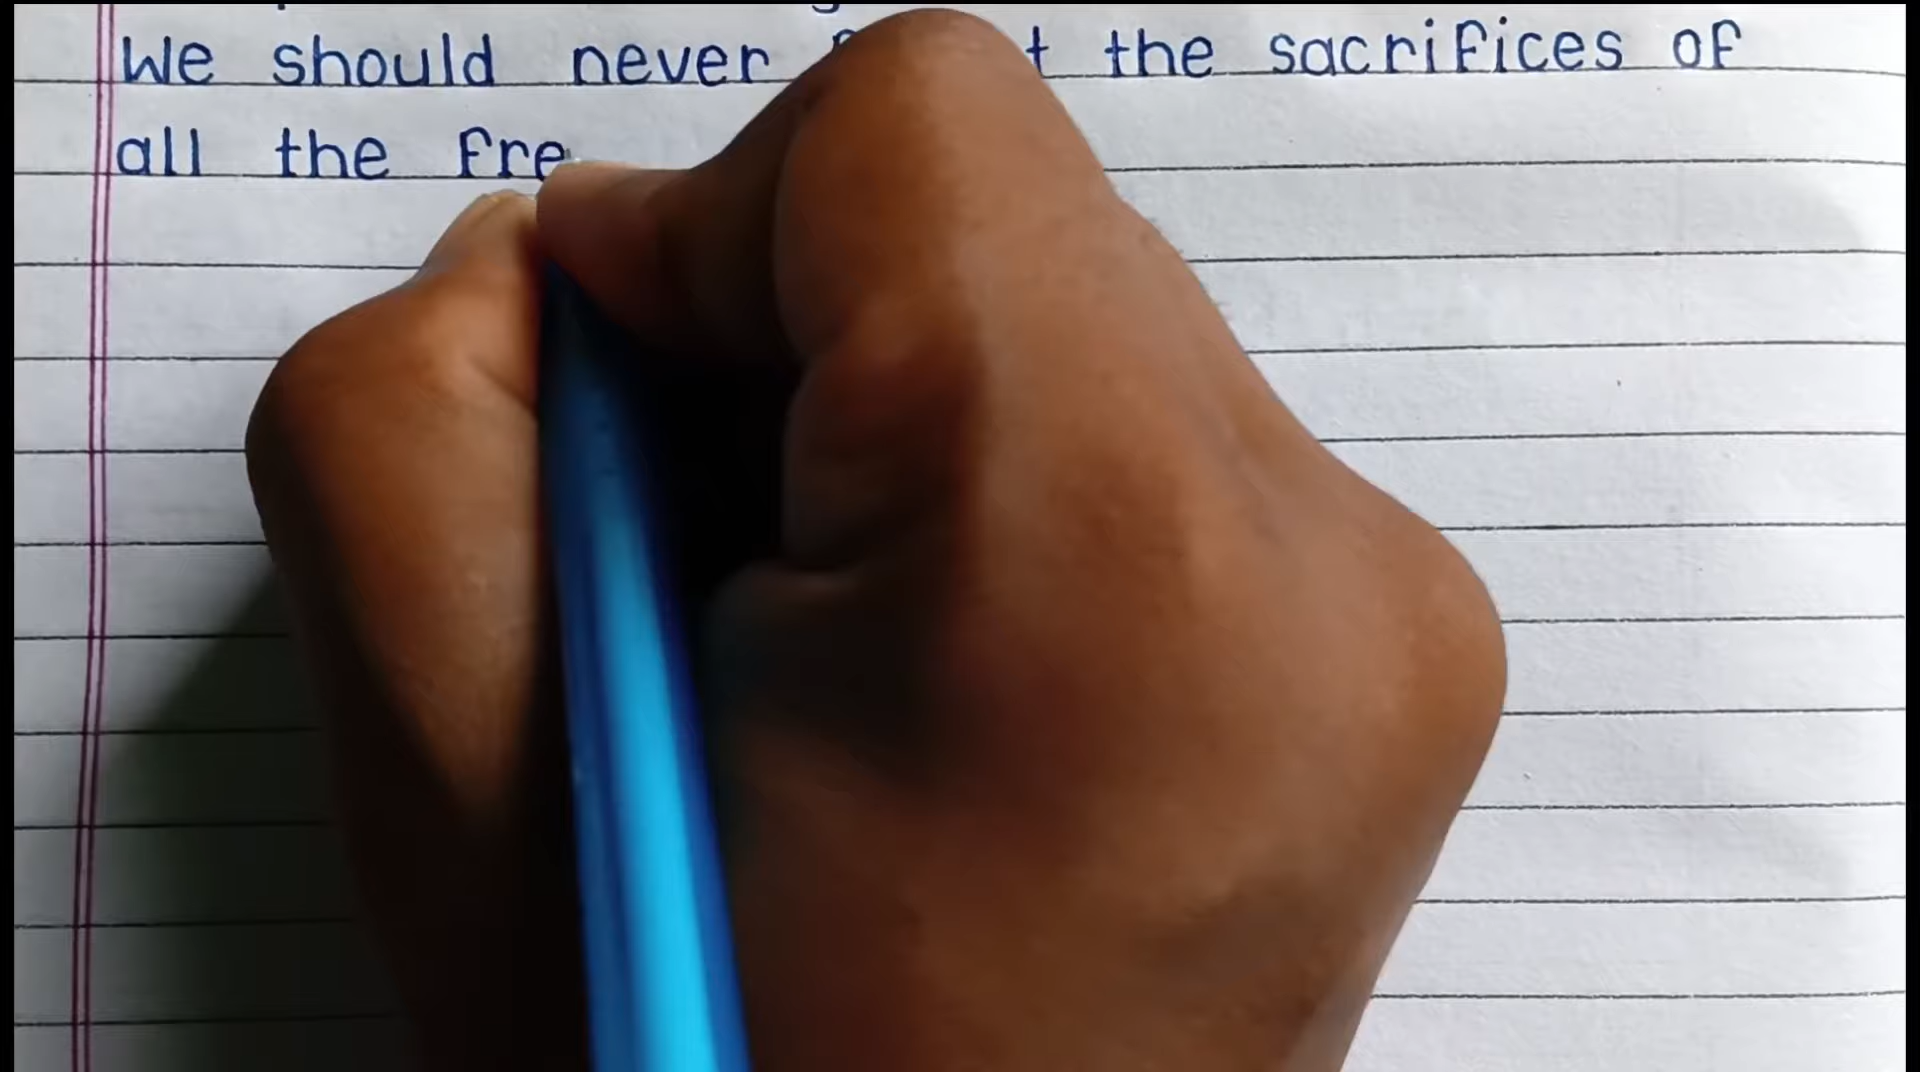 We should never the sacrifices of
all the fre